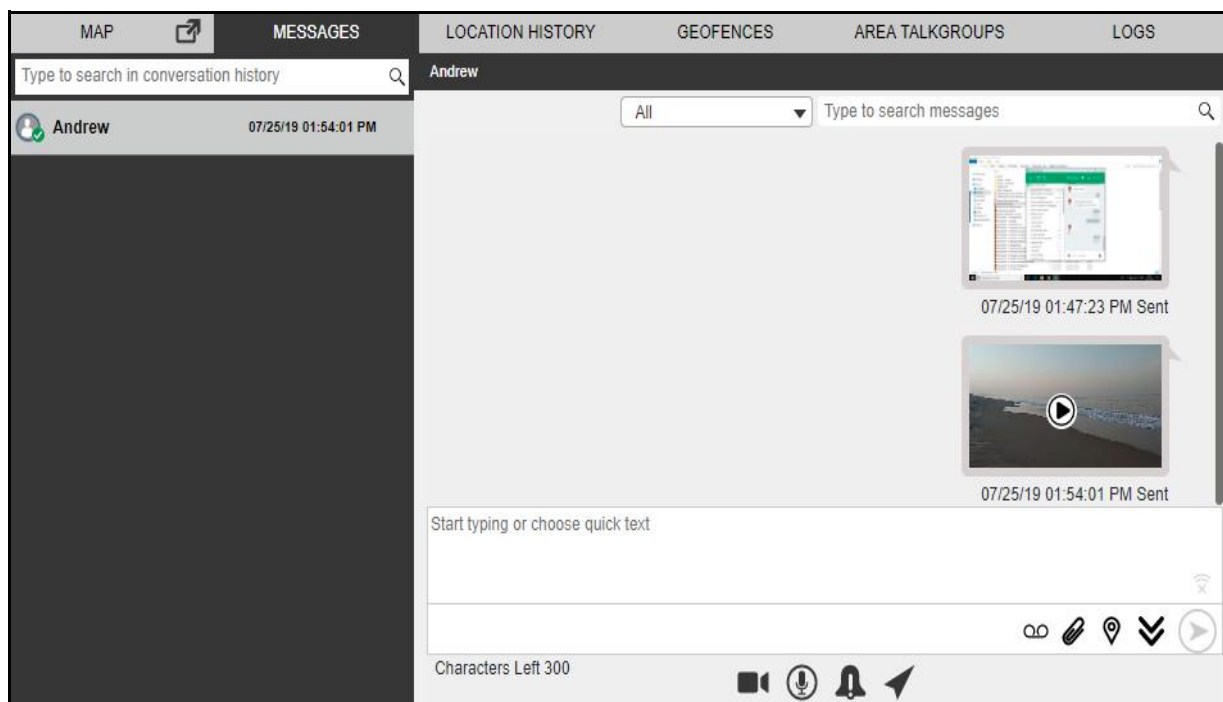 MAP MESSAGES LOCATION HISTORY GEOFENCES AREA TALKGROUPS LOGS
Type to search in conversation history
Andrew 07/25/19 01:54:01 PM
Andrew
All Type to search messages
07/25/19 01:47:23 PM Sent
07/25/19 01:54:01 PM Sent
Start typing or choose quick text
Characters Left 300